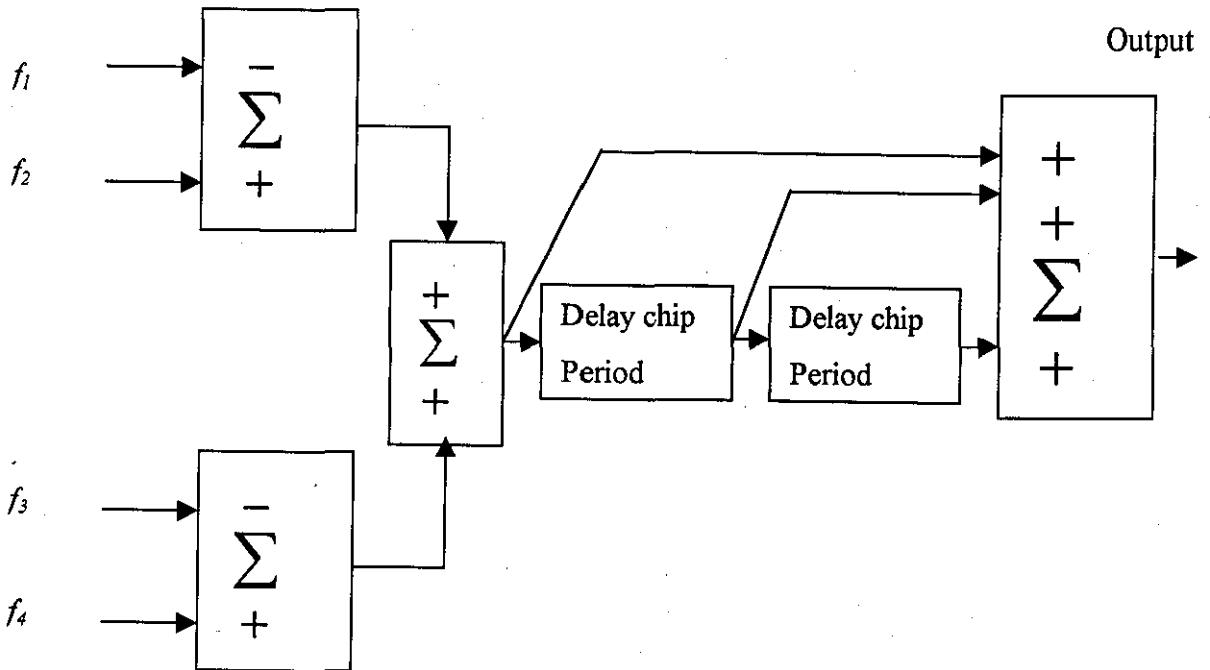 Output
f1
−
∑
+
f2
+
∑
+
Delay chip
Period
Delay chip
Period
+
+
∑
+
f3
−
∑
+
f4